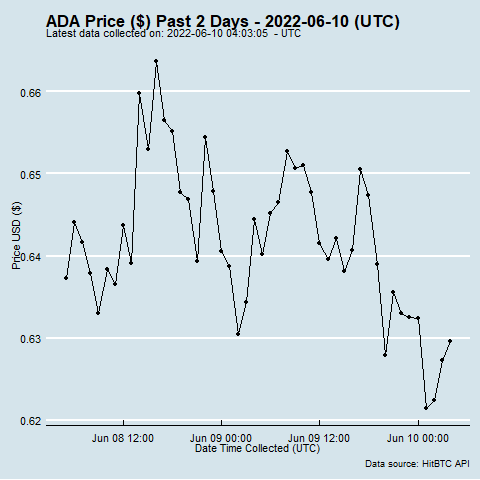 ADA Price ($) Past 2 Days - 2022-06-10 (UTC)
Latest data collected on: 2022-06-10 04:03:05 - UTC
Price USD ($)
0.66
0.65
0.64
0.63
0.62
Jun 08 12:00
Jun 09 00:00
Jun 09 12:00
Jun 10 00:00
Date Time Collected (UTC)
Data source: HitBTC API